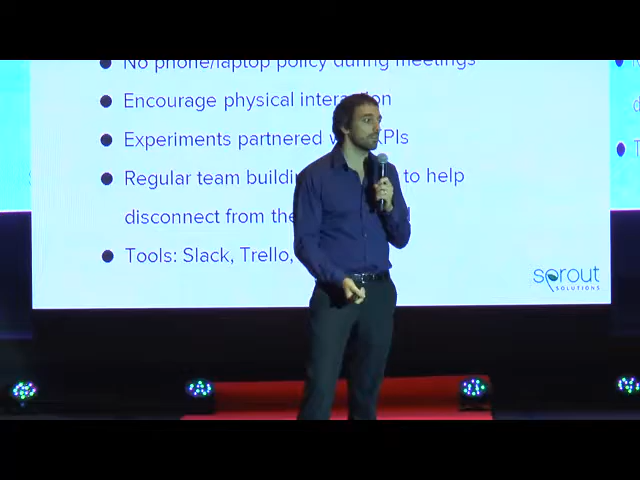 No phone/laptop policy during meetings
Encourage physical interaction
Experiments partnered KPIs
Regular team building to help
disconnect from the
Tools: Slack, Trello,
sprout
SOLUTIONS